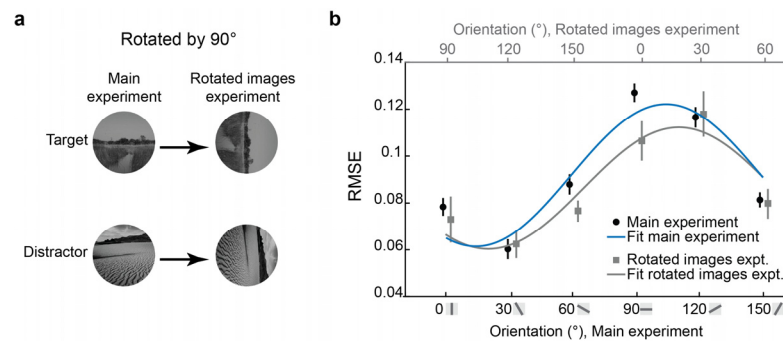 a
Rotated by 90°
Main
experiment
Rotated images
experiment
Target
Distractor
b
Orientation (°), Rotated images experiment
90 120 150 0 30 60
0.14
0.12
0.1
0.08
0.06
0.04
RMSE
Main experiment
Fit main experiment
Rotated images expt.
Fit rotated images expt.
0 30 60 90 120 150
Orientation (°), Main experiment